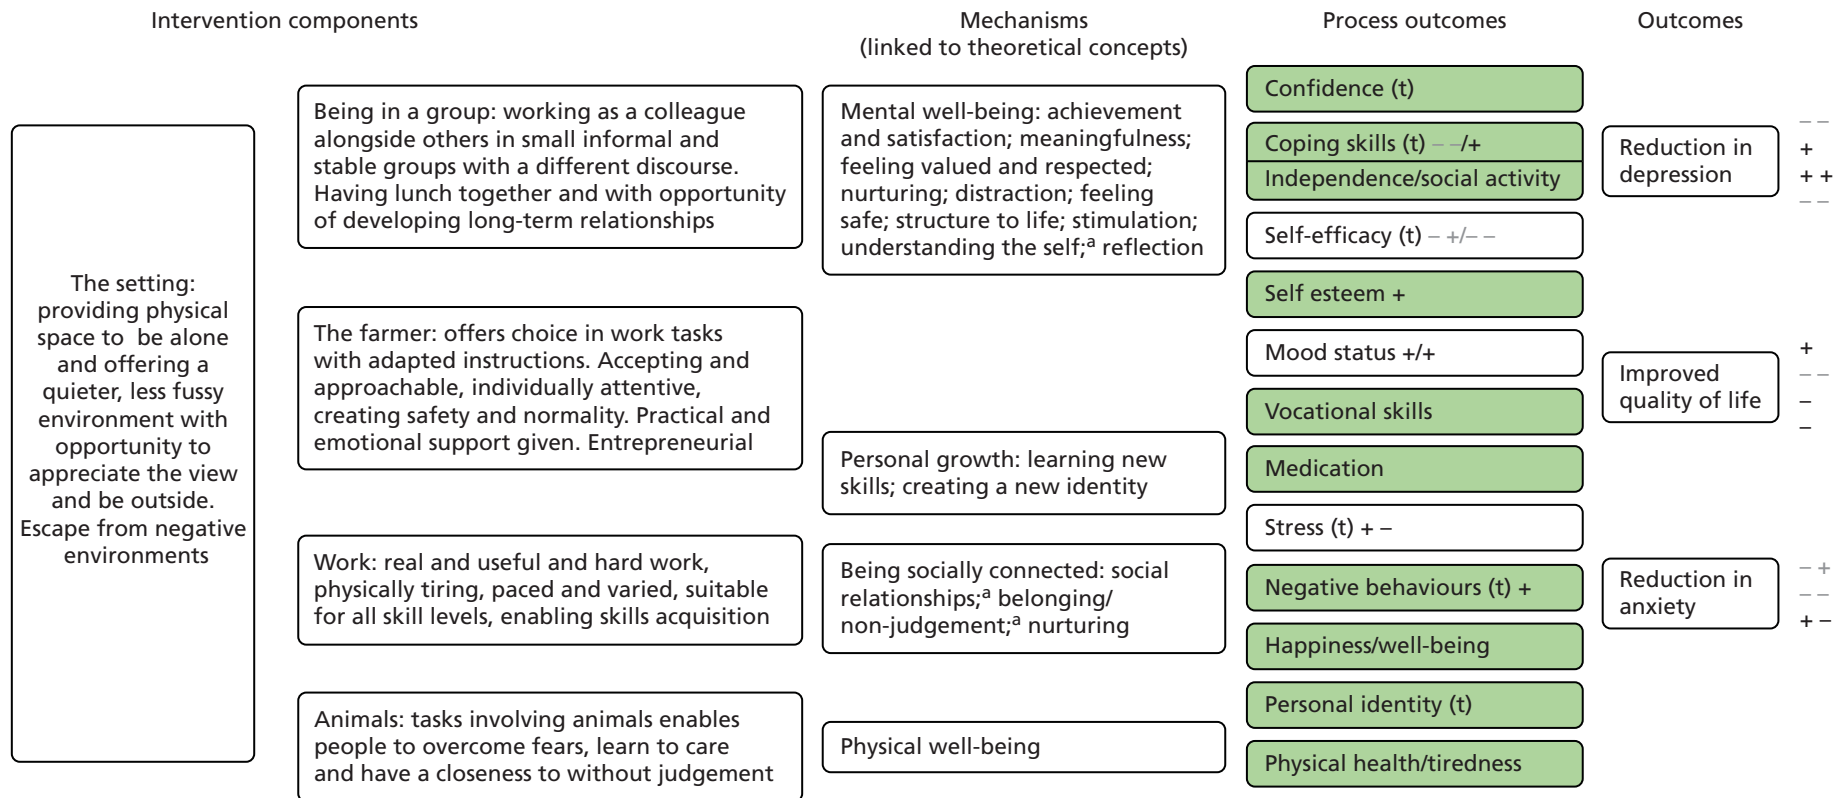 Intervention components
Mechanisms
(linked to theoretical concepts)
Process outcomes
Outcomes
The setting:
providing physical
space to be alone
and offering a
quieter, less fussy
environment with
opportunity to
appreciate the view
and be outside.
Escape from negative
environments
Being in a group: working as a colleague
alongside others in small informal and
stable groups with a different discourse.
Having lunch together and with opportunity
of developing long-term relationships
The farmer: offers choice in work tasks
with adapted instructions. Accepting and
approachable, individually attentive,
creating safety and normality. Practical and
emotional support given. Entrepreneurial
Work: real and useful and hard work,
physically tiring, paced and varied, suitable
for all skill levels, enabling skills acquisition
Animals: tasks involving animals enables
people to overcome fears, learn to care
and have a closeness to without judgement
Mental well-being: achievement
and satisfaction; meaningfulness;
feeling valued and respected;
nurturing; distraction; feeling
safe; structure to life; stimulation;
understanding the self;ᵃ reflection
Personal growth: learning new
skills; creating a new identity
Being socially connected: social
relationships;ᵃ belonging/
non-judgement;ᵃ nurturing
Physical well-being
Confidence (t)
Coping skills (t) – –/+
Independence/social activity
Self-efficacy (t) – +/– –
Self esteem +
Mood status +/+
Vocational skills
Medication
Stress (t) + –
Negative behaviours (t) +
Happiness/well-being
Personal identity (t)
Physical health/tiredness
Reduction in
depression
– –
+
+ +
– –
Improved
quality of life
+
– –
–
–
Reduction in
anxiety
– +
– –
+ –